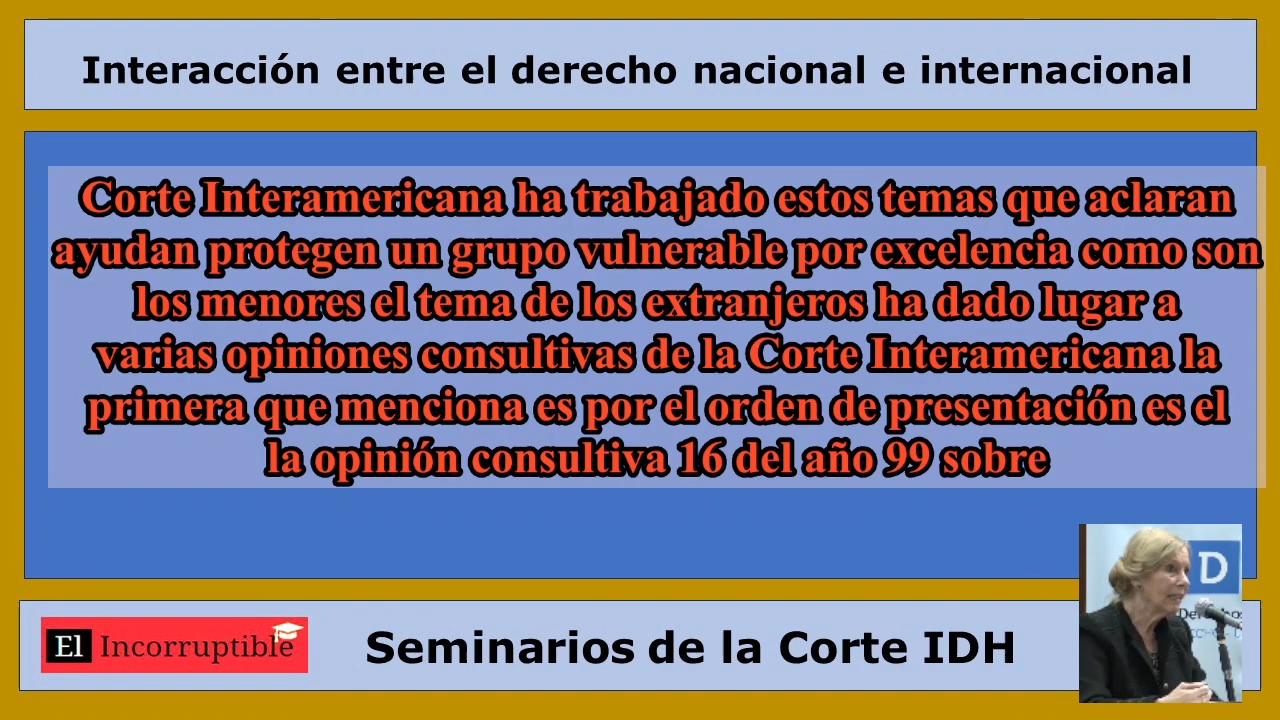 Interacción entre el derecho nacional e internacional
Corte Interamericana ha trabajado estos temas que aclaran
ayudan protegen un grupo vulnerable por excelencia como son
los menores el tema de los extranjeros ha dado lugar a
varias opiniones consultivas de la Corte Interamericana la
primera que menciona es por el orden de presentación es el
la opinión consultiva 16 del año 99 sobre
D
El Incorruptible
Seminarios de la Corte IDH